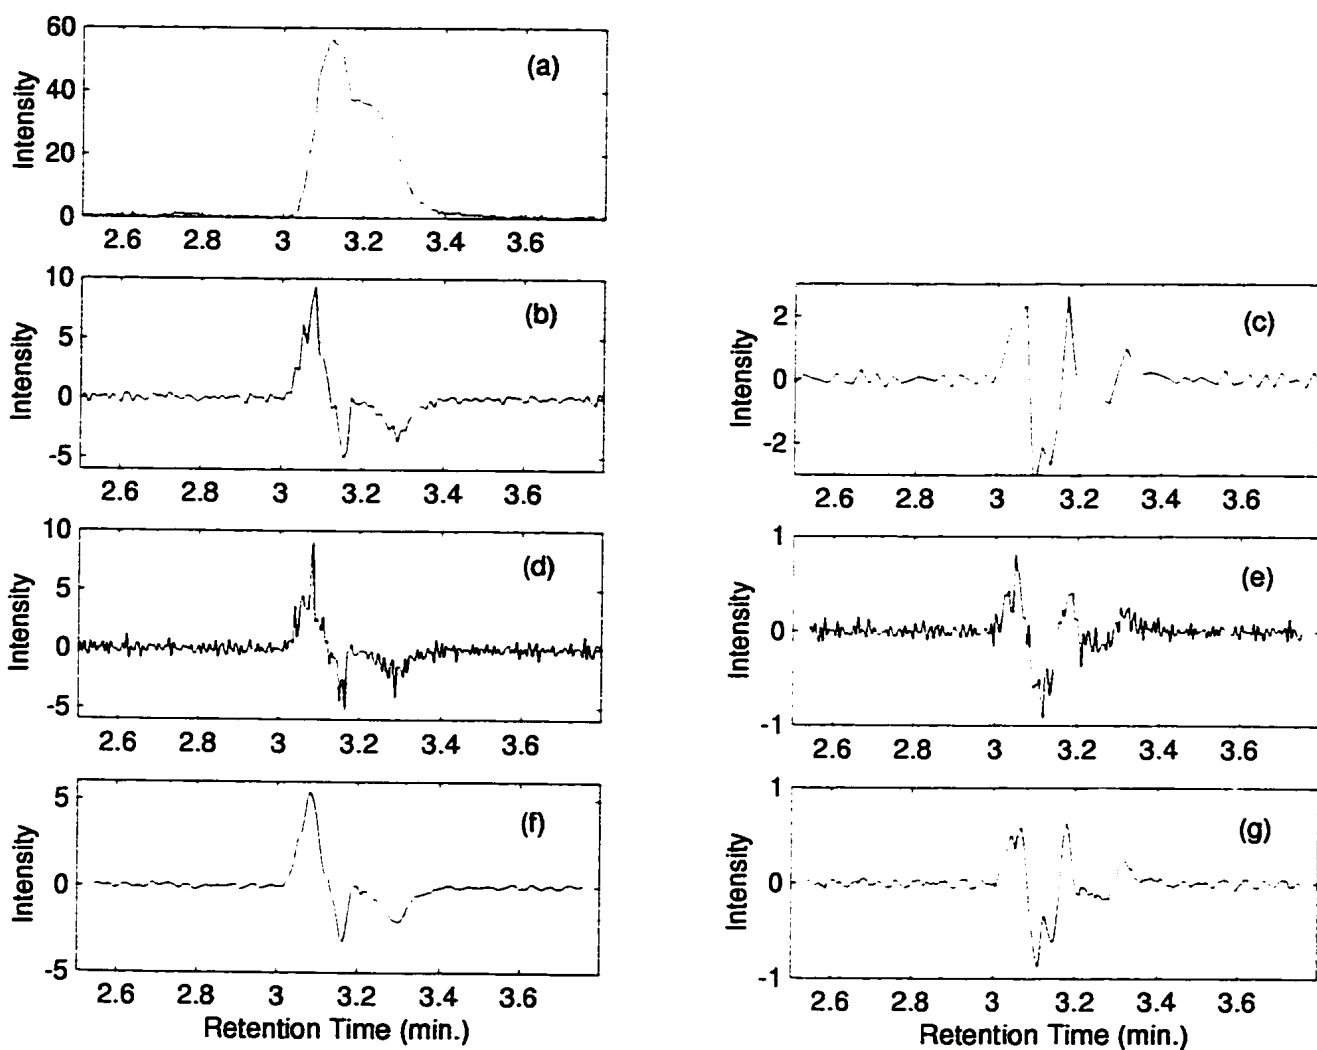 60
40
20
0
Intensity
(a)
2.6 2.8 3 3.2 3.4 3.6
10
5
0
-5
Intensity
(b)
2.6 2.8 3 3.2 3.4 3.6
2
0
-2
Intensity
(c)
2.6 2.8 3 3.2 3.4 3.6
10
5
0
-5
Intensity
(d)
2.6 2.8 3 3.2 3.4 3.6
1
0
-1
Intensity
(e)
2.6 2.8 3 3.2 3.4 3.6
5
0
-5
Intensity
(f)
2.6 2.8 3 3.2 3.4 3.6
Retention Time (min.)
1
0
-1
Intensity
(g)
2.6 2.8 3 3.2 3.4 3.6
Retention Time (min.)